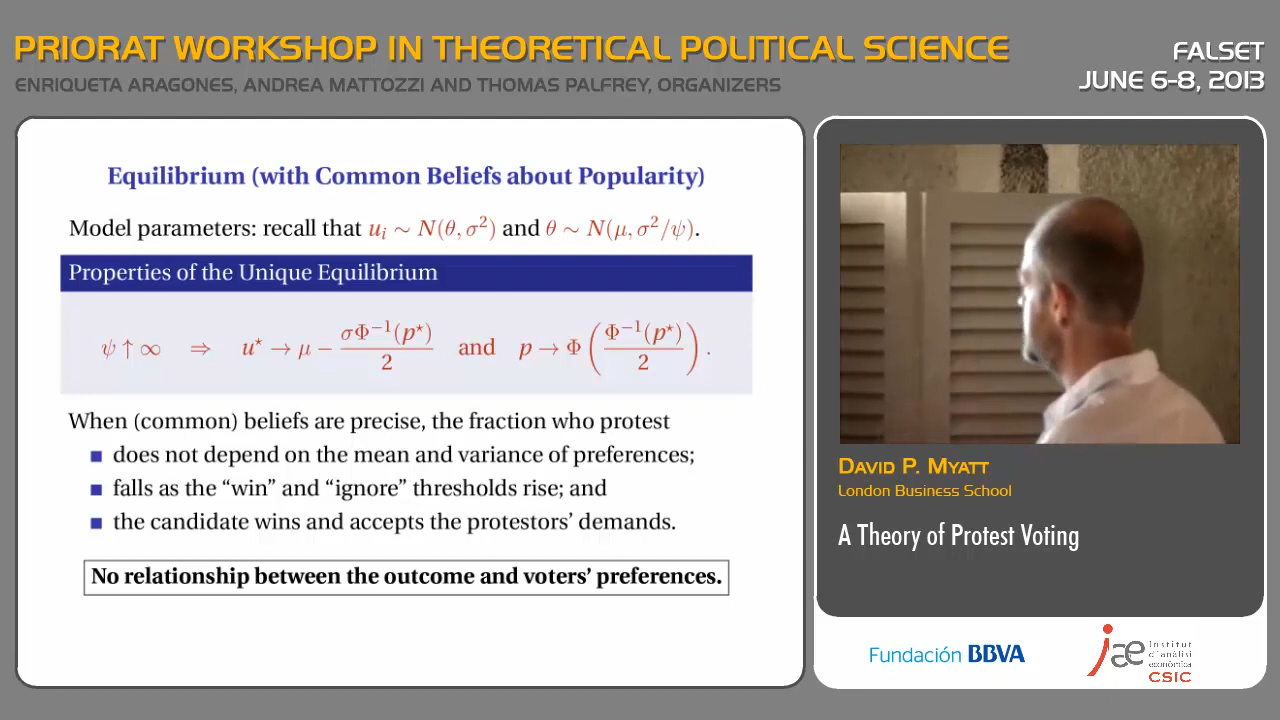 PRIORAT WORKSHOP IN THEORETICAL POLITICAL SCIENCE
ENRIQUETA ARAGONES, ANDREA MATTOZZI AND THOMAS PALFREY, ORGANIZERS
FALSET
JUNE 6-8, 2013
Equilibrium (with Common Beliefs about Popularity)
Model parameters: recall that u_i ∼ N(θ, σ²) and θ ∼ N(μ, σ²/ψ).
Properties of the Unique Equilibrium
ψ ↑ ∞ ⇒ u⋆ → μ − σΦ⁻¹(p⋆)/2 and p → Φ(Φ⁻¹(p⋆)/2).
When (common) beliefs are precise, the fraction who protest
■ does not depend on the mean and variance of preferences;
■ falls as the “win” and “ignore” thresholds rise; and
■ the candidate wins and accepts the protestors’ demands.
No relationship between the outcome and voters’ preferences.
DAVID P. MYATT
London Business School
A Theory of Protest Voting
Fundación BBVA
iae Institut
d'anàlisi
econòmica
CSIC